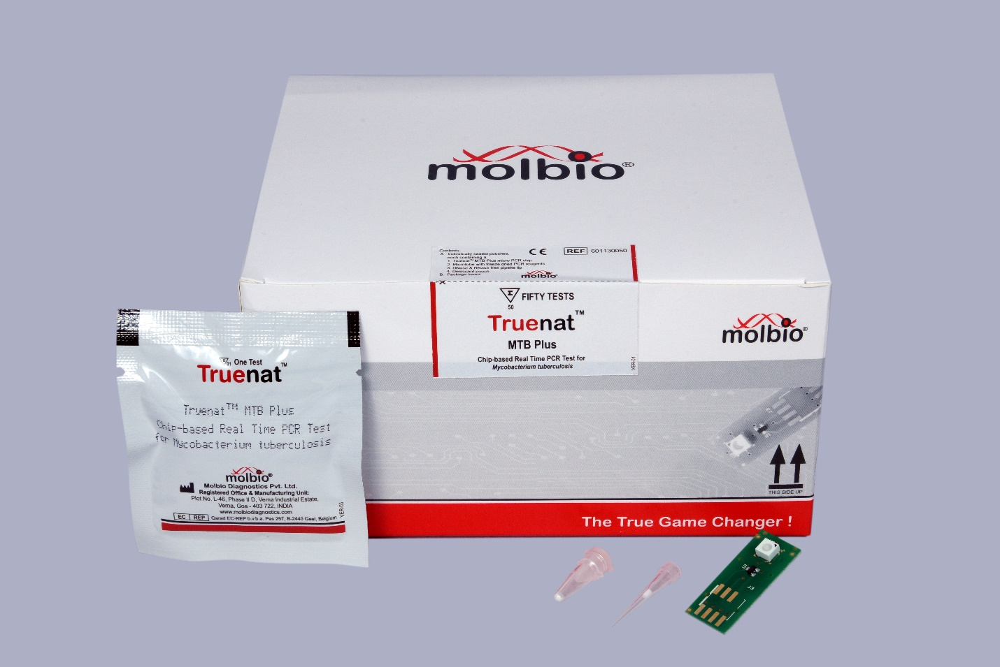 molbio®
Contents:
A. Individually sealed pouches,
each containing a
1. Truenat™ MTB Plus micro PCR chip
2. Microtube with freeze dried PCR reagents
3. DNase & RNase free pipette tip
4. Desiccant pouch
B. Package insert
CE
REF 601130050
molbio®
Σ FIFTY TESTS
50
Truenat™
MTB Plus
Chip-based Real Time PCR Test for
Mycobacterium tuberculosis
VER-01
molbio®
THIS SIDE UP
The True Game Changer !
One Test
Truenat™
Truenat™ MTB Plus
Chip-based Real Time PCR Test
for Mycobacterium tuberculosis
molbio®
Molbio Diagnostics Pvt. Ltd.
Registered Office & Manufacturing Unit:
Plot No. L-46, Phase II D, Verna Industrial Estate,
Verna, Goa - 403 722, INDIA
www.molbiodiagnostics.com
EC REP Qarad EC-REP b.v.b.a. Pas 257, B-2440 Geel, Belgium
VER-03
J3